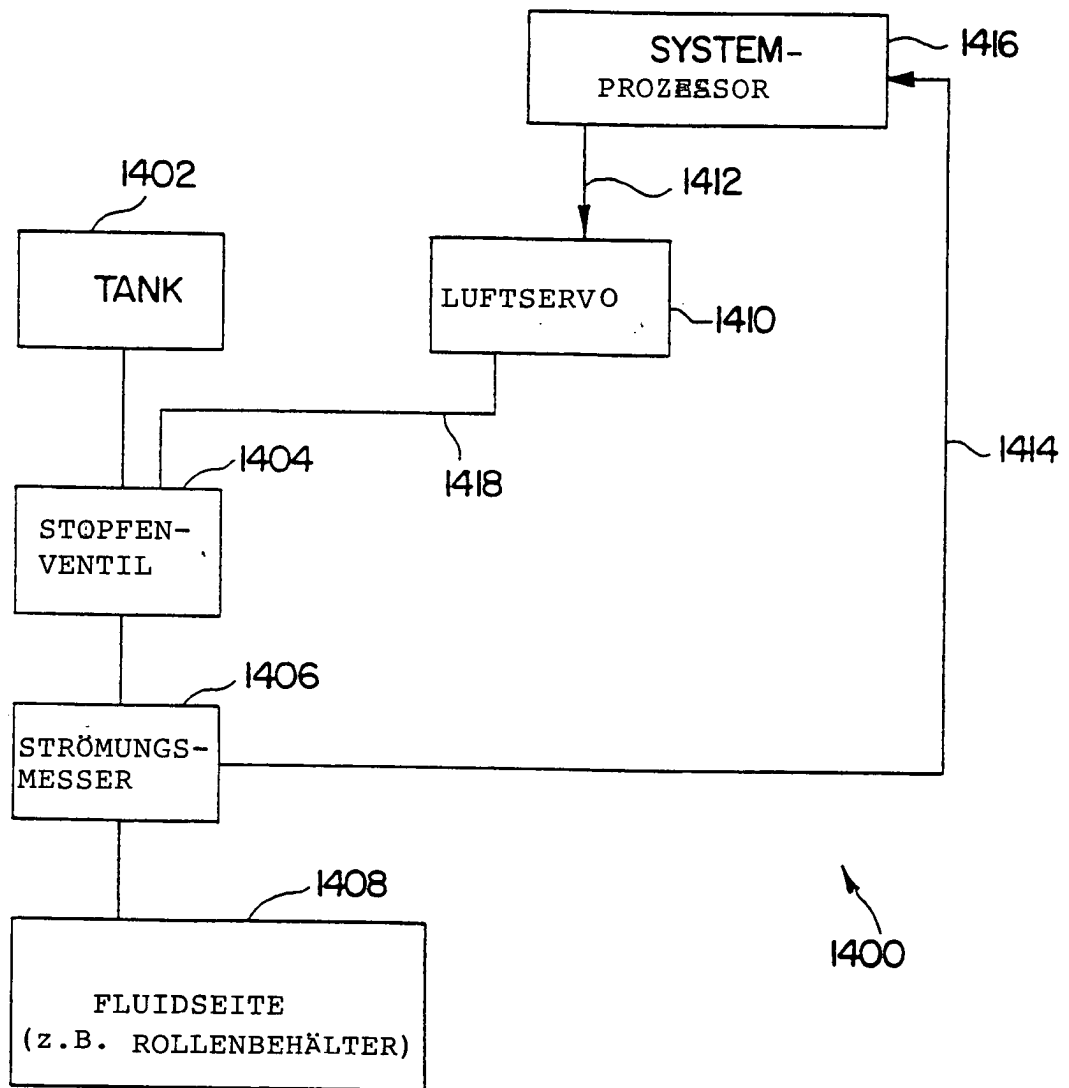 SYSTEM-
PROZESSOR
1416
1412
1402
TANK
LUFTSERVO
1410
1414
1418
1404
STOPFEN-
VENTIL
1406
STRÖMUNGS-
MESSER
1408
1400
FLUIDSEITE
(z.B. ROLLENBEHÄLTER)